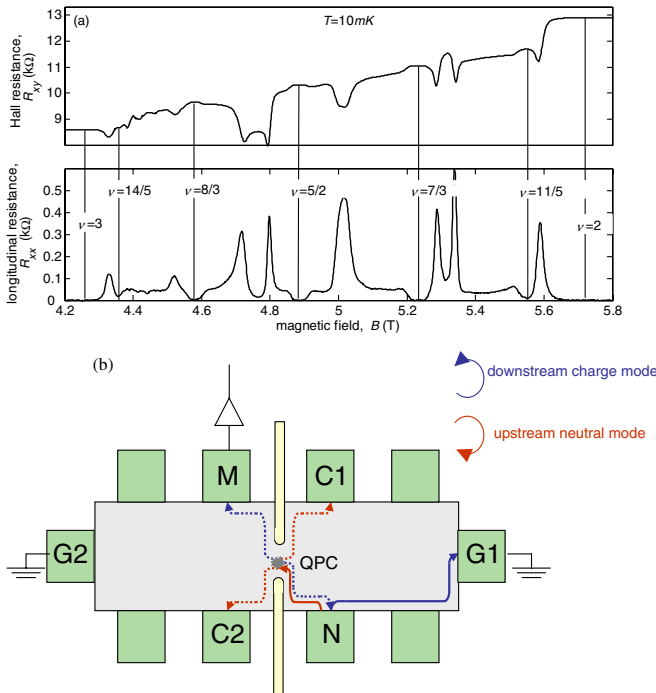 (a)
T=10mK
Hall resistance,
Rxy (kΩ)
13
12
11
10
9
longitudinal resistance,
Rxx (kΩ)
0.5
0.4
0.3
0.2
0.1
0
ν=3
ν=14/5
ν=8/3
ν=5/2
ν=7/3
ν=11/5
ν=2
4.2 4.4 4.6 4.8 5 5.2 5.4 5.6 5.8
magnetic field, B (T)
(b)
downstream charge mode
upstream neutral mode
M
C1
G2
QPC
G1
C2
N